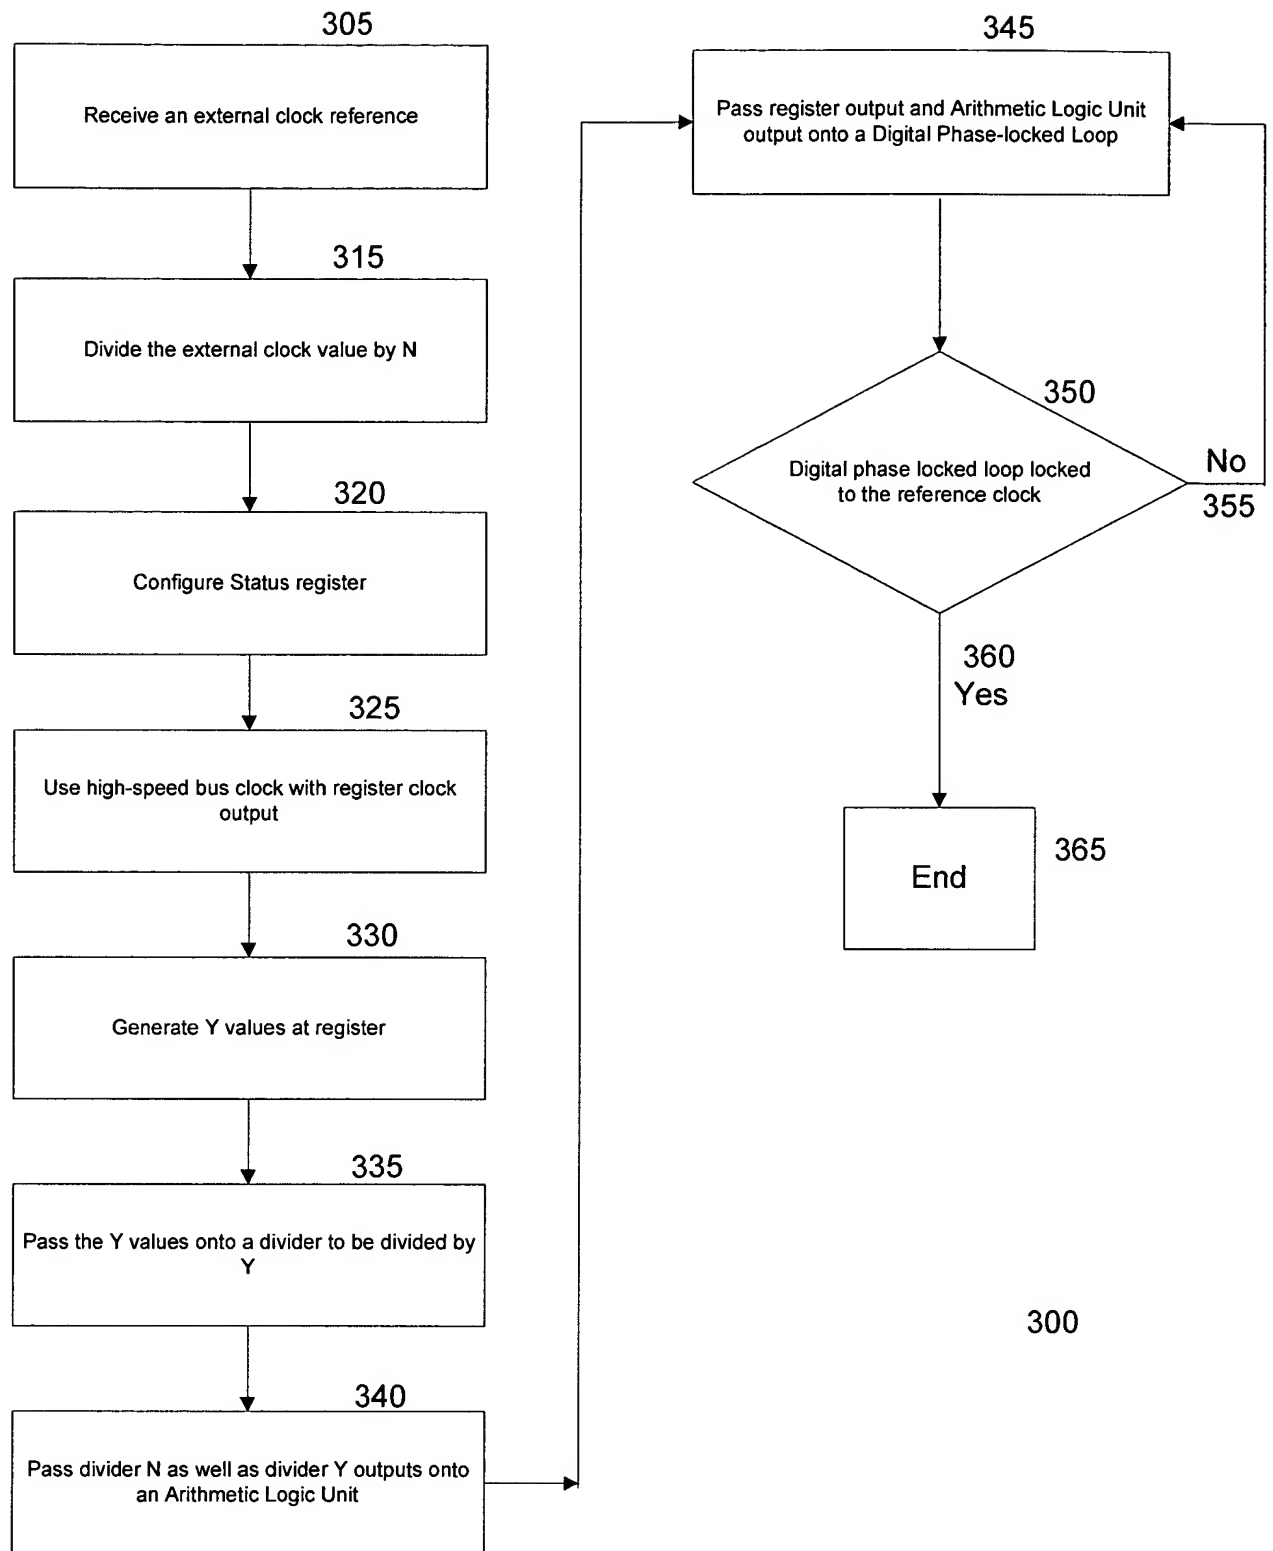 305
Receive an external clock reference
315
Divide the external clock value by N
320
Configure Status register
325
Use high-speed bus clock with register clock
output
330
Generate Y values at register
335
Pass the Y values onto a divider to be divided by
Y
340
Pass divider N as well as divider Y outputs onto
an Arithmetic Logic Unit
345
Pass register output and Arithmetic Logic Unit
output onto a Digital Phase-locked Loop
350
Digital phase locked loop locked
to the reference clock
No
355
360
Yes
End
365
300